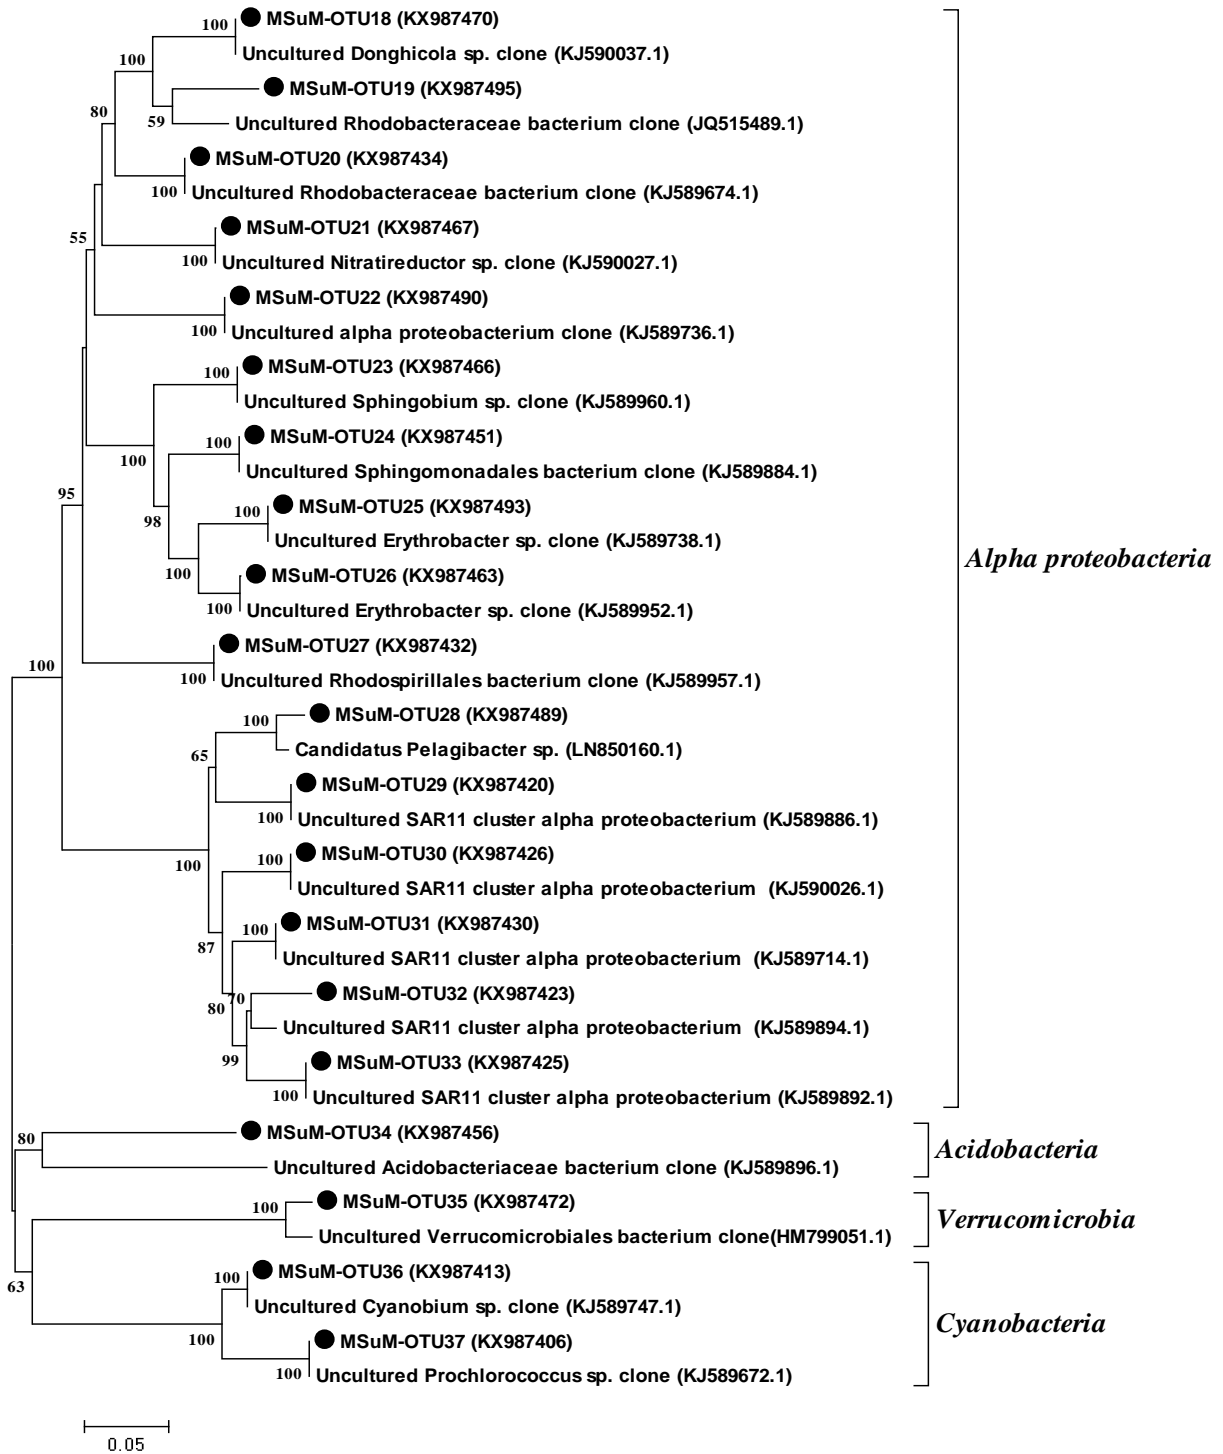 100 MSuM-OTU18 (KX987470)
Uncultured Donghicola sp. clone (KJ590037.1)
100
MSuM-OTU19 (KX987495)
80
59 Uncultured Rhodobacteraceae bacterium clone (JQ515489.1)
MSuM-OTU20 (KX987434)
100 Uncultured Rhodobacteraceae bacterium clone (KJ589674.1)
MSuM-OTU21 (KX987467)
55
100 Uncultured Nitratireductor sp. clone (KJ590027.1)
MSuM-OTU22 (KX987490)
100 Uncultured alpha proteobacterium clone (KJ589736.1)
100 MSuM-OTU23 (KX987466)
Uncultured Sphingobium sp. clone (KJ589960.1)
100 MSuM-OTU24 (KX987451)
100
Uncultured Sphingomonadales bacterium clone (KJ589884.1)
95
100 MSuM-OTU25 (KX987493)
98
Uncultured Erythrobacter sp. clone (KJ589738.1)
Alpha proteobacteria
100 MSuM-OTU26 (KX987463)
100 Uncultured Erythrobacter sp. clone (KJ589952.1)
MSuM-OTU27 (KX987432)
100
100 Uncultured Rhodospirillales bacterium clone (KJ589957.1)
100 MSuM-OTU28 (KX987489)
65 Candidatus Pelagibacter sp. (LN850160.1)
MSuM-OTU29 (KX987420)
100 Uncultured SAR11 cluster alpha proteobacterium (KJ589886.1)
100 100 MSuM-OTU30 (KX987426)
Uncultured SAR11 cluster alpha proteobacterium (KJ590026.1)
100 MSuM-OTU31 (KX987430)
87
Uncultured SAR11 cluster alpha proteobacterium (KJ589714.1)
80 70 MSuM-OTU32 (KX987423)
Uncultured SAR11 cluster alpha proteobacterium (KJ589894.1)
99 MSuM-OTU33 (KX987425)
100 Uncultured SAR11 cluster alpha proteobacterium (KJ589892.1)
80 MSuM-OTU34 (KX987456)
Acidobacteria
Uncultured Acidobacteriaceae bacterium clone (KJ589896.1)
100 MSuM-OTU35 (KX987472)
Verrucomicrobia
Uncultured Verrucomicrobiales bacterium clone(HM799051.1)
63 100 MSuM-OTU36 (KX987413)
Uncultured Cyanobium sp. clone (KJ589747.1)
Cyanobacteria
100 MSuM-OTU37 (KX987406)
100 Uncultured Prochlorococcus sp. clone (KJ589672.1)
0.05